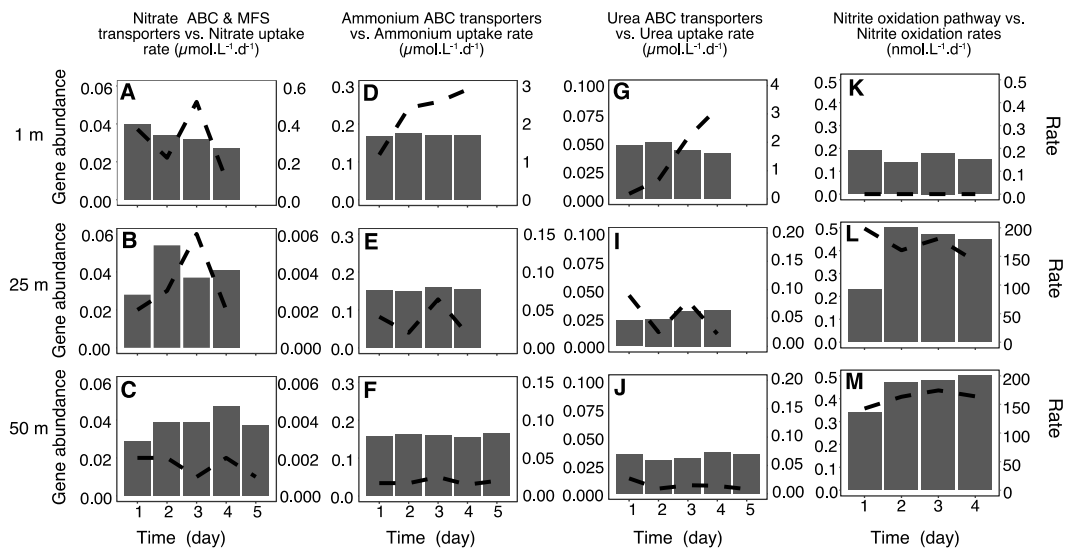 Nitrate ABC & MFS
transporters vs. Nitrate uptake
rate (µmol.L⁻¹.d⁻¹)
Ammonium ABC transporters
vs. Ammonium uptake rate
(µmol.L⁻¹.d⁻¹)
Urea ABC transporters
vs. Urea uptake rate
(µmol.L⁻¹.d⁻¹)
Nitrite oxidation pathway vs.
Nitrite oxidation rates
(nmol.L⁻¹.d⁻¹)
1 m
Gene abundance
A
0.06
0.04
0.02
0.00
0.6
0.4
0.2
0.0
D
0.3
0.2
0.1
0.0
3
2
1
0
G
0.100
0.075
0.050
0.025
0.000
4
3
2
1
0
K
0.5
0.4
0.3
0.2
0.1
0.0
0.5
0.4
0.3
0.2
0.1
0.0
Rate
25 m
Gene abundance
B
0.06
0.04
0.02
0.00
0.006
0.004
0.002
0.000
E
0.3
0.2
0.1
0.0
0.15
0.10
0.05
0.00
I
0.100
0.075
0.050
0.025
0.000
0.20
0.15
0.10
0.05
0.00
L
0.5
0.4
0.3
0.2
0.1
0.0
200
150
100
50
0
50 m
Gene abundance
C
0.06
0.04
0.02
0.00
0.006
0.004
0.002
0.000
F
0.3
0.2
0.1
0.0
0.15
0.10
0.05
0.00
J
0.100
0.075
0.050
0.025
0.000
0.20
0.15
0.10
0.05
0.00
M
0.5
0.4
0.3
0.2
0.1
0.0
200
150
100
50
0
Rate
1 2 3 4 5
1 2 3 4 5
1 2 3 4 5
1 2 3 4
Time (day)
Time (day)
Time (day)
Time (day)